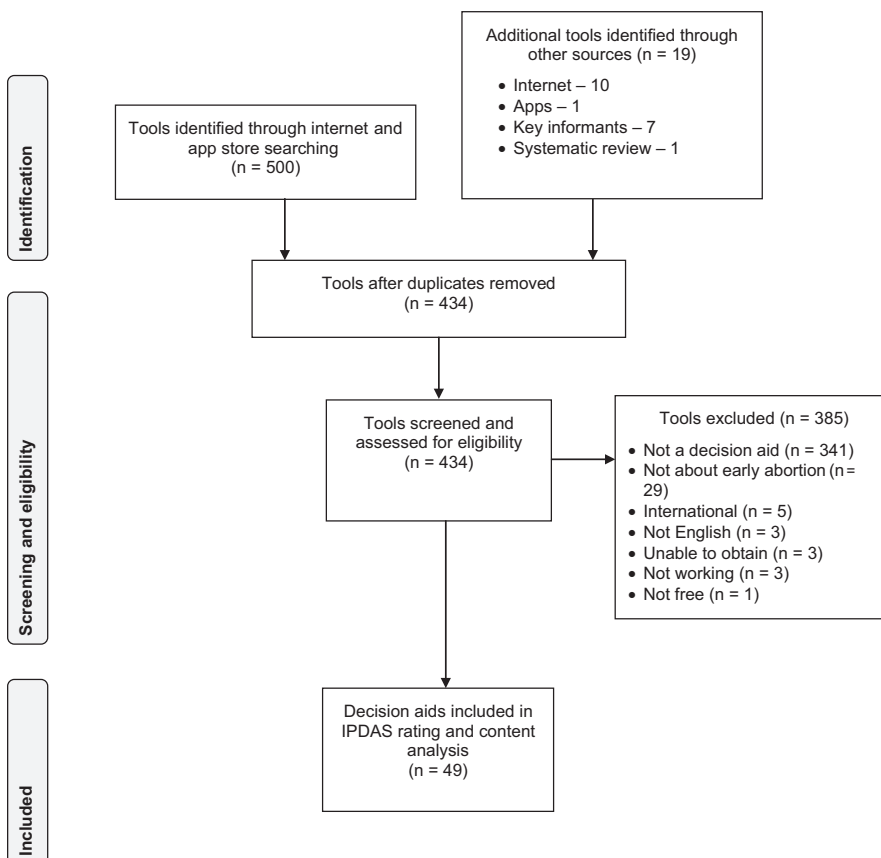 Identification
Additional tools identified through
other sources (n = 19)
• Internet – 10
• Apps – 1
• Key informants – 7
• Systematic review – 1
Tools identified through internet and
app store searching
(n = 500)
Tools after duplicates removed
(n = 434)
Screening and eligibility
Tools screened and
assessed for eligibility
(n = 434)
Tools excluded (n = 385)
• Not a decision aid (n = 341)
• Not about early abortion (n =
29)
• International (n = 5)
• Not English (n = 3)
• Unable to obtain (n = 3)
• Not working (n = 3)
• Not free (n = 1)
Included
Decision aids included in
IPDAS rating and content
analysis
(n = 49)